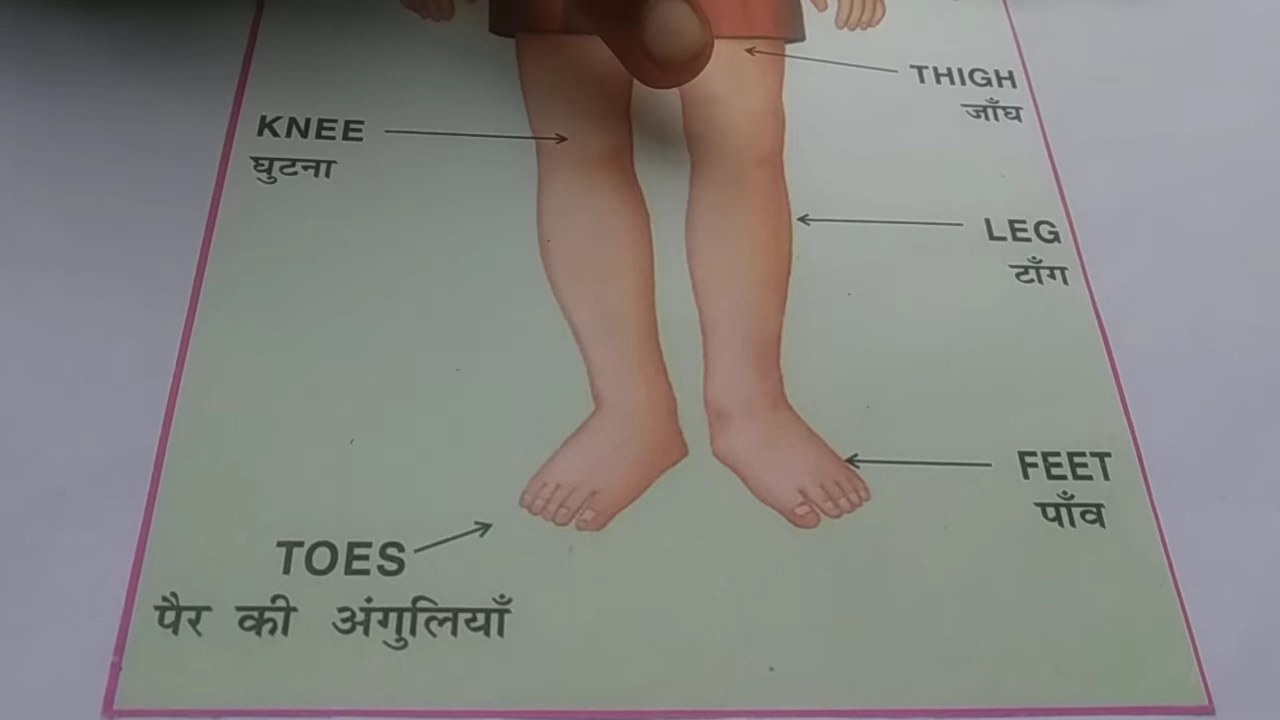 THIGH
जाँघ
KNEE
घुटना
LEG
टाँग
FEET
पाँव
TOES
पैर की अंगुलियाँ